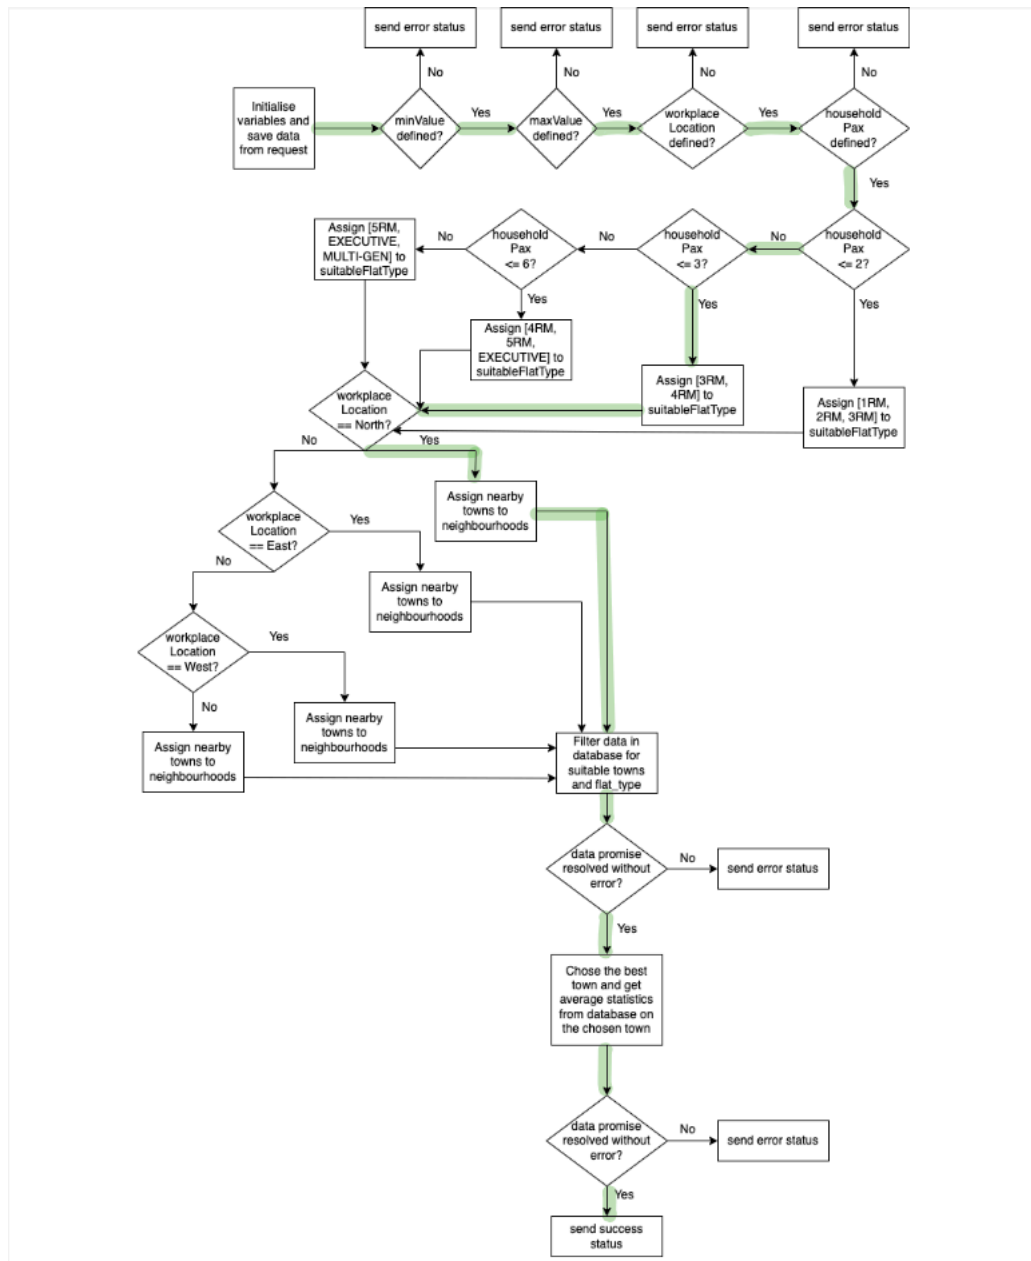 send error status
send error status
send error status
send error status
No
No
No
No
Initialise
variables and
save data
from request
minValue
defined?
Yes
maxValue
defined?
Yes
workplace
Location
defined?
Yes
household
Pax
defined?
Yes
Assign [5RM,
EXECUTIVE,
MULTI-GEN] to
suitableFlatType
No
household
Pax
<= 6?
No
household
Pax
<= 3?
No
household
Pax
<= 2?
Yes
Yes
Assign [4RM,
5RM,
EXECUTIVE] to
suitableFlatType
Assign [3RM,
4RM] to
suitableFlatType
Assign [1RM,
2RM, 3RM] to
suitableFlatType
workplace
Location
== North?
No
Yes
Assign nearby
towns to
neighbourhoods
workplace
Location
== East?
Yes
No
Assign nearby
towns to
neighbourhoods
workplace
Location
== West?
Yes
No
Assign nearby
towns to
neighbourhoods
Assign nearby
towns to
neighbourhoods
Filter data in
database for
suitable towns
and flat_type
data promise
resolved without
error?
No
send error status
Yes
Chose the best
town and get
average statistics
from database on
the chosen town
data promise
resolved without
error?
No
send error status
Yes
send success
status